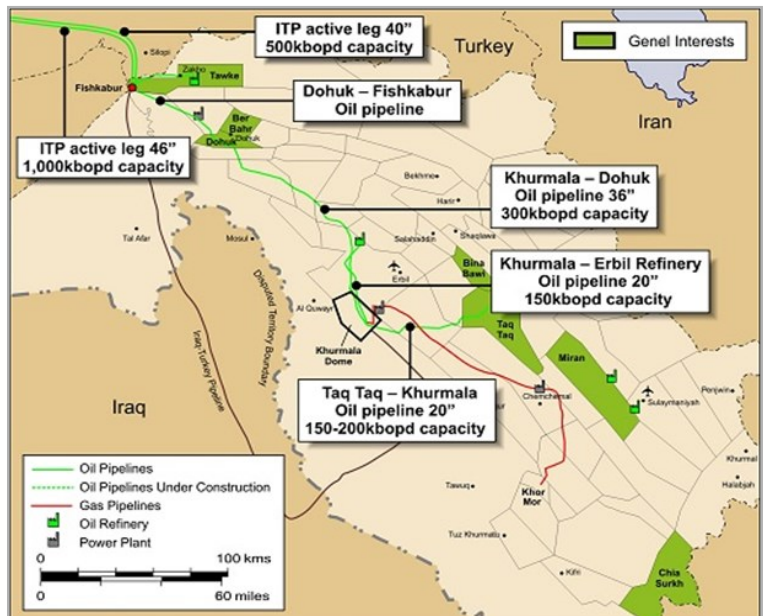 ITP active leg 40”
500kbopd capacity
Turkey
Genel Interests
Silopi
Zakho
Tawke
Fishkabur
Dohuk – Fishkabur
Oil pipeline
Iran
Ber
Bahr
Dohuk
Dohuk
ITP active leg 46”
1,000kbopd capacity
Bekhme
Khurmala – Dohuk
Oil pipeline 36”
300kbopd capacity
Harir
Tal Afar
Mosul
Salahaddin
Shaqlawa
Bina
Bawi
Khurmala – Erbil Refinery
Oil pipeline 20”
150kbopd capacity
Erbil
Disputed Territory
Boundary
Al Quwayr
Khurmala
Dome
Taq
Taq
Miran
Iraq-Turkey Pipeline
Taq Taq – Khurmala
Oil pipeline 20”
150-200kbopd capacity
Chemchemal
Sulaymaniyah
Penjwin
Iraq
Khurmal
Halabjah
Oil Pipelines
Oil Pipelines Under Construction
Gas Pipelines
Oil Refinery
Power Plant
Tawuq
Khor
Mor
Tuz Khurmatu
Kifri
Chia
Surkh
0
100 kms
0
60 miles